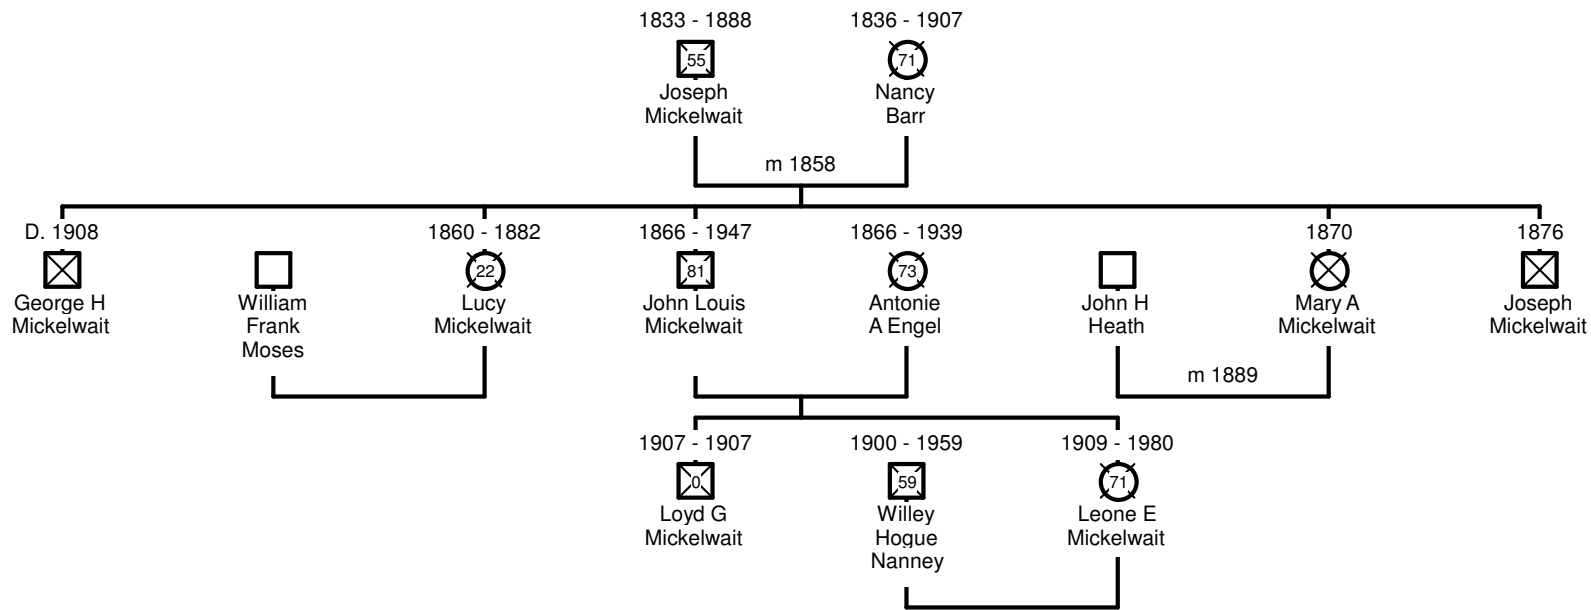 1833 - 1888
1836 - 1907
55
71
Joseph
Mickelwait
Nancy
Barr
m 1858
D. 1908
1860 - 1882
1866 - 1947
1866 - 1939
1870
1876
22
81
73
George H
Mickelwait
William
Frank
Moses
Lucy
Mickelwait
John Louis
Mickelwait
Antonie
A Engel
John H
Heath
Mary A
Mickelwait
Joseph
Mickelwait
m 1889
1907 - 1907
1900 - 1959
1909 - 1980
0
59
71
Loyd G
Mickelwait
Willey
Hogue
Nanney
Leone E
Mickelwait